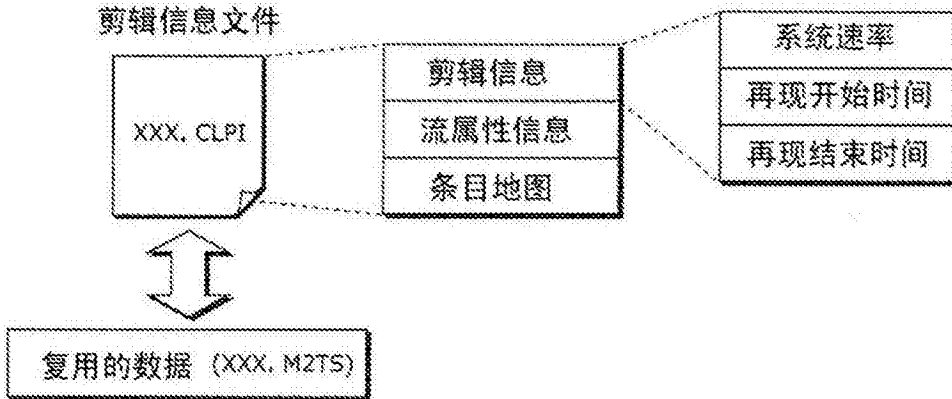 剪辑信息文件
XXX. CLPI
剪辑信息
流属性信息
条目地图
系统速率
再现开始时间
再现结束时间
复用的数据 (XXX. M2TS)